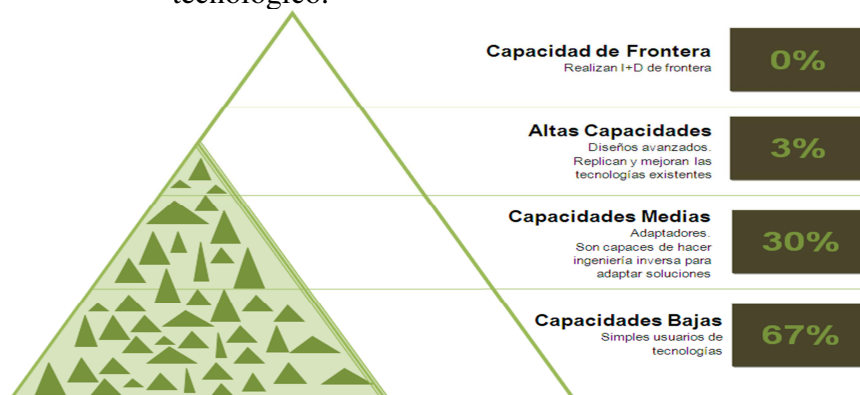 tecnológico.
Capacidad de Frontera
Realizan I+D de frontera
0%
Altas Capacidades
Diseños avanzados.
Replican y mejoran las
tecnologías existentes
3%
Capacidades Medias
Adaptadores.
Son capaces de hacer
ingeniería inversa para
adaptar soluciones
30%
Capacidades Bajas
Simples usuarios de
tecnologías
67%